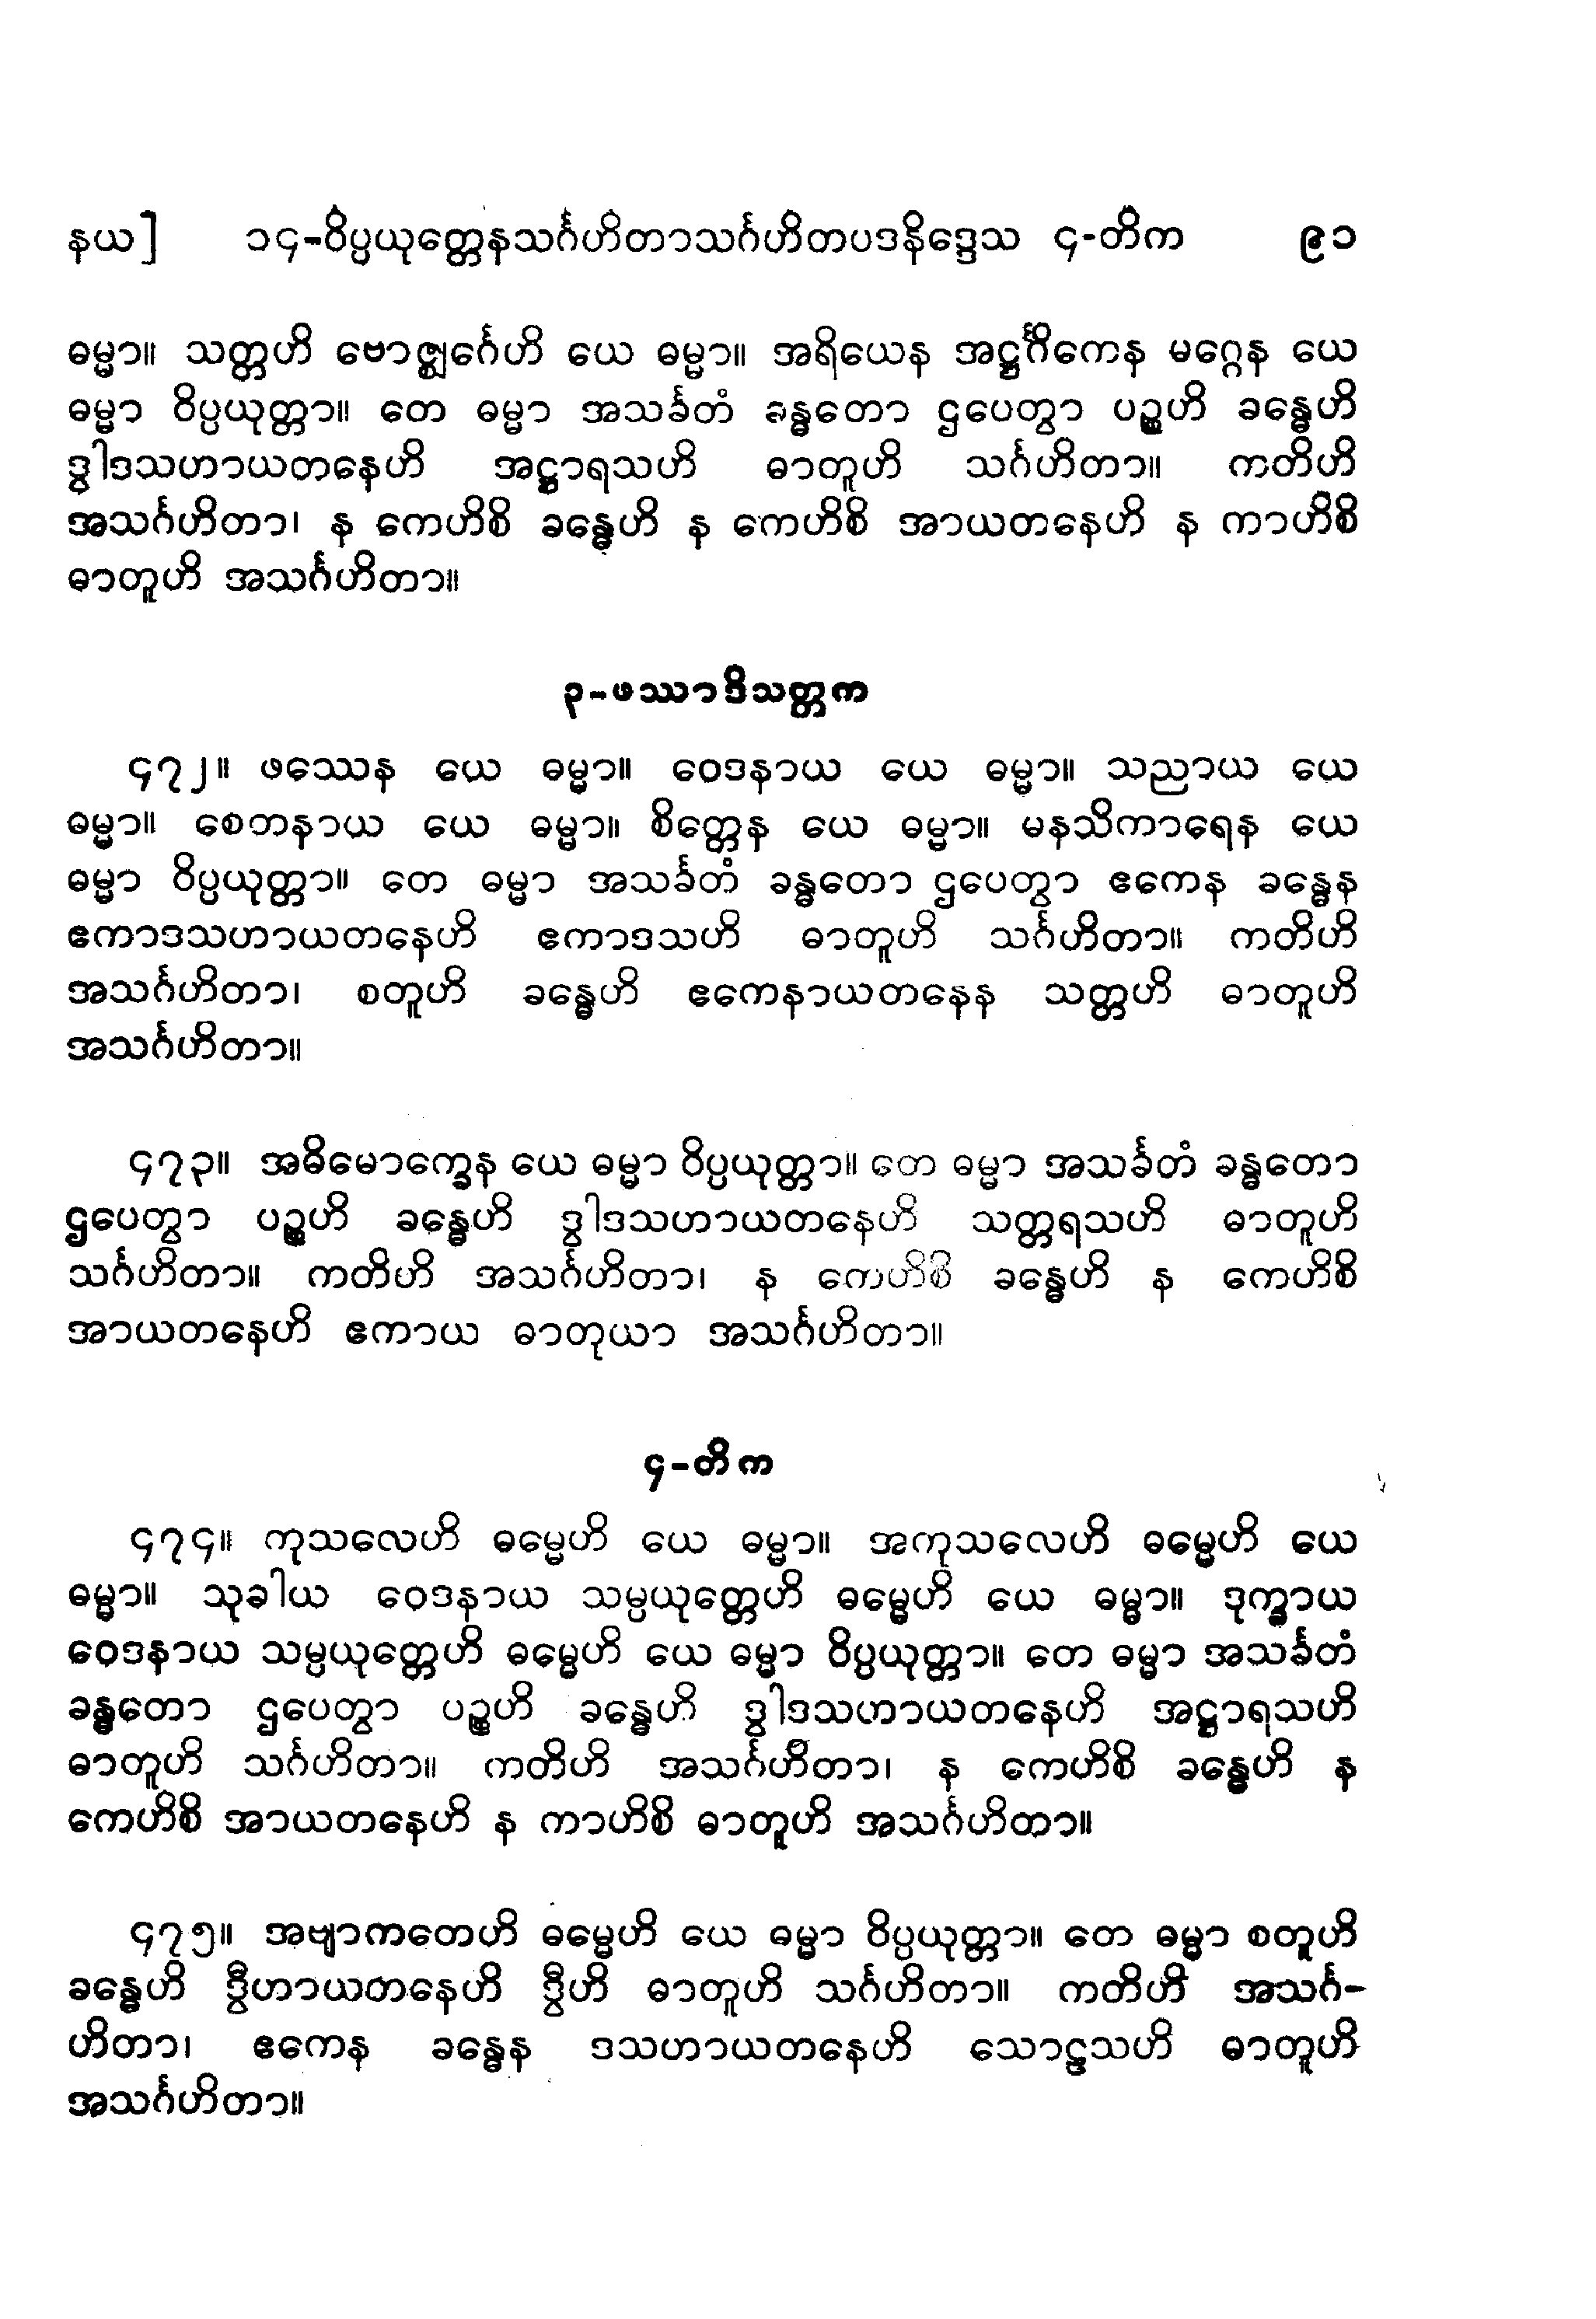 နယ] ၁၄-ဝိပ္ပယုတ္တေနသင်္ဂဟိတာသင်္ဂဟိတပဒနိဒ္ဒေသ ၄-တိက ၉၁
ဓမ္မာ။ သတ္တဟိ ဗောဇ္ဈင်္ဂေဟိ ယေ ဓမ္မာ။ အရိယေန အဋ္ဌင်္ဂိကေန မဂ္ဂေန ယေ
ဓမ္မာ ဝိပ္ပယုတ္တာ။ တေ ဓမ္မာ အသင်္ခတံ ခန္ဓတော ဌပေတွာ ပဉ္စဟိ ခန္ဓေဟိ
ဒွါဒသဟာယတနေဟိ အဋ္ဌာရသဟိ ဓာတူဟိ သင်္ဂဟိတာ။ ကတိဟိ
အသင်္ဂဟိတာ၊ န ကေဟိစိ ခန္ဓေဟိ န ကေဟိစိ အာယတနေဟိ န ကာဟိစိ
ဓာတူဟိ အသင်္ဂဟိတာ။
၃-ဖဿာဒိသတ္တက
၄၇၂။ ဖဿေန ယေ ဓမ္မာ။ ဝေဒနာယ ယေ ဓမ္မာ။ သညာယ ယေ
ဓမ္မာ။ စေတနာယ ယေ ဓမ္မာ။ စိတ္တေန ယေ ဓမ္မာ။ မနသိကာရေန ယေ
ဓမ္မာ ဝိပ္ပယုတ္တာ။ တေ ဓမ္မာ အသင်္ခတံ ခန္ဓတော ဌပေတွာ ဧကေန ခန္ဓေန
ဧကာဒသဟာယတနေဟိ ဧကာဒသဟိ ဓာတူဟိ သင်္ဂဟိတာ။ ကတိဟိ
အသင်္ဂဟိတာ၊ စတူဟိ ခန္ဓေဟိ ဧကေနာယတနေန သတ္တဟိ ဓာတူဟိ
အသင်္ဂဟိတာ။
၄၇၃။ အဓိမောက္ခေန ယေ ဓမ္မာ ဝိပ္ပယုတ္တာ။ တေ ဓမ္မာ အသင်္ခတံ ခန္ဓတော
ဌပေတွာ ပဉ္စဟိ ခန္ဓေဟိ ဒွါဒသဟာယတနေဟိ သတ္တရသဟိ ဓာတူဟိ
သင်္ဂဟိတာ။ ကတိဟိ အသင်္ဂဟိတာ၊ န ကေဟိစိ ခန္ဓေဟိ န ကေဟိစိ
အာယတနေဟိ ဧကာယ ဓာတုယာ အသင်္ဂဟိတာ။
၄-တိက
၄၇၄။ ကုသလေဟိ ဓမ္မေဟိ ယေ ဓမ္မာ။ အကုသလေဟိ ဓမ္မေဟိ ယေ
ဓမ္မာ။ သုခါယ ဝေဒနာယ သမ္ပယုတ္တေဟိ ဓမ္မေဟိ ယေ ဓမ္မာ။ ဒုက္ခာယ
ဝေဒနာယ သမ္ပယုတ္တေဟိ ဓမ္မေဟိ ယေ ဓမ္မာ ဝိပ္ပယုတ္တာ။ တေ ဓမ္မာ အသင်္ခတံ
ခန္ဓတော ဌပေတွာ ပဉ္စဟိ ခန္ဓေဟိ ဒွါဒသဟာယတနေဟိ အဋ္ဌာရသဟိ
ဓာတူဟိ သင်္ဂဟိတာ။ ကတိဟိ အသင်္ဂဟိတာ၊ န ကေဟိစိ ခန္ဓေဟိ န
ကေဟိစိ အာယတနေဟိ န ကာဟိစိ ဓာတူဟိ အသင်္ဂဟိတာ။
၄၇၅။ အဗျာကတေဟိ ဓမ္မေဟိ ယေ ဓမ္မာ ဝိပ္ပယုတ္တာ။ တေ ဓမ္မာ စတူဟိ
ခန္ဓေဟိ ဒွီဟာယတနေဟိ ဒွီဟိ ဓာတူဟိ သင်္ဂဟိတာ။ ကတိဟိ အသင်္ဂ-
ဟိတာ၊ ဧကေန ခန္ဓေန ဒသဟာယတနေဟိ သောဠသဟိ ဓာတူဟိ
အသင်္ဂဟိတာ။